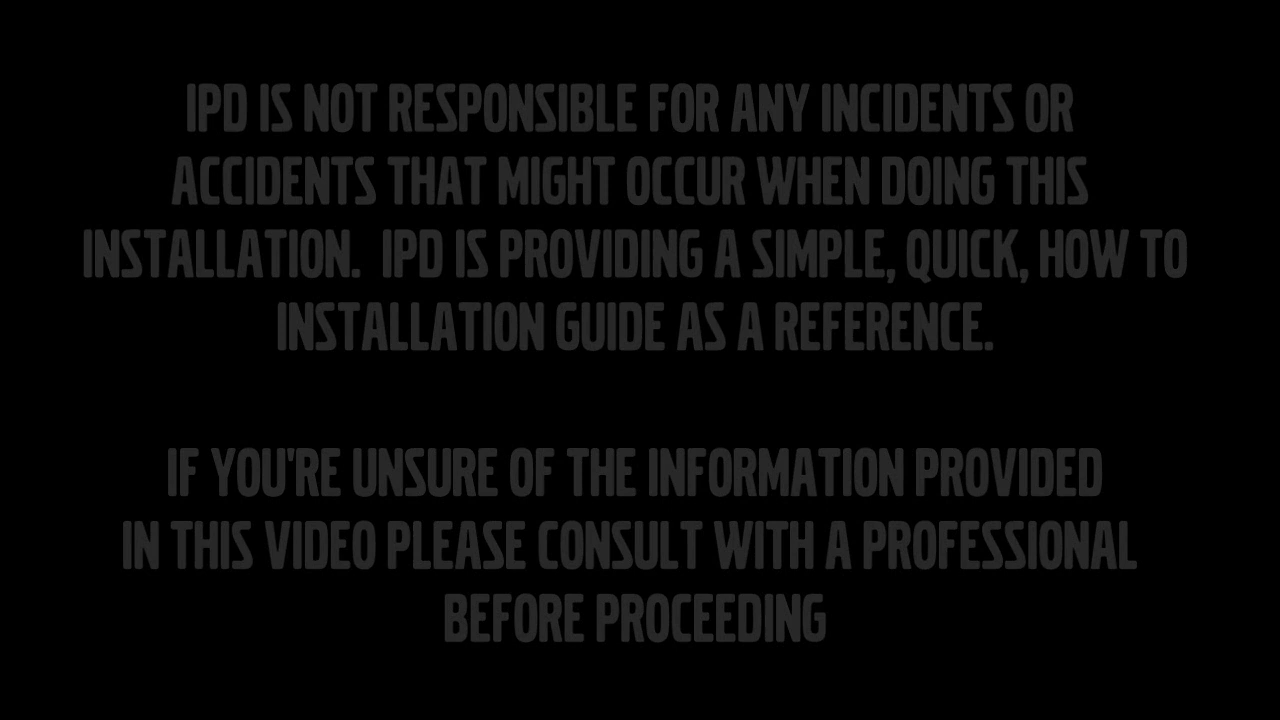 IPD IS NOT RESPONSIBLE FOR ANY INCIDENTS OR
ACCIDENTS THAT MIGHT OCCUR WHEN DOING THIS
INSTALLATION.  IPD IS PROVIDING A SIMPLE, QUICK, HOW TO
INSTALLATION GUIDE AS A REFERENCE.
IF YOU'RE UNSURE OF THE INFORMATION PROVIDED
IN THIS VIDEO PLEASE CONSULT WITH A PROFESSIONAL
BEFORE PROCEEDING